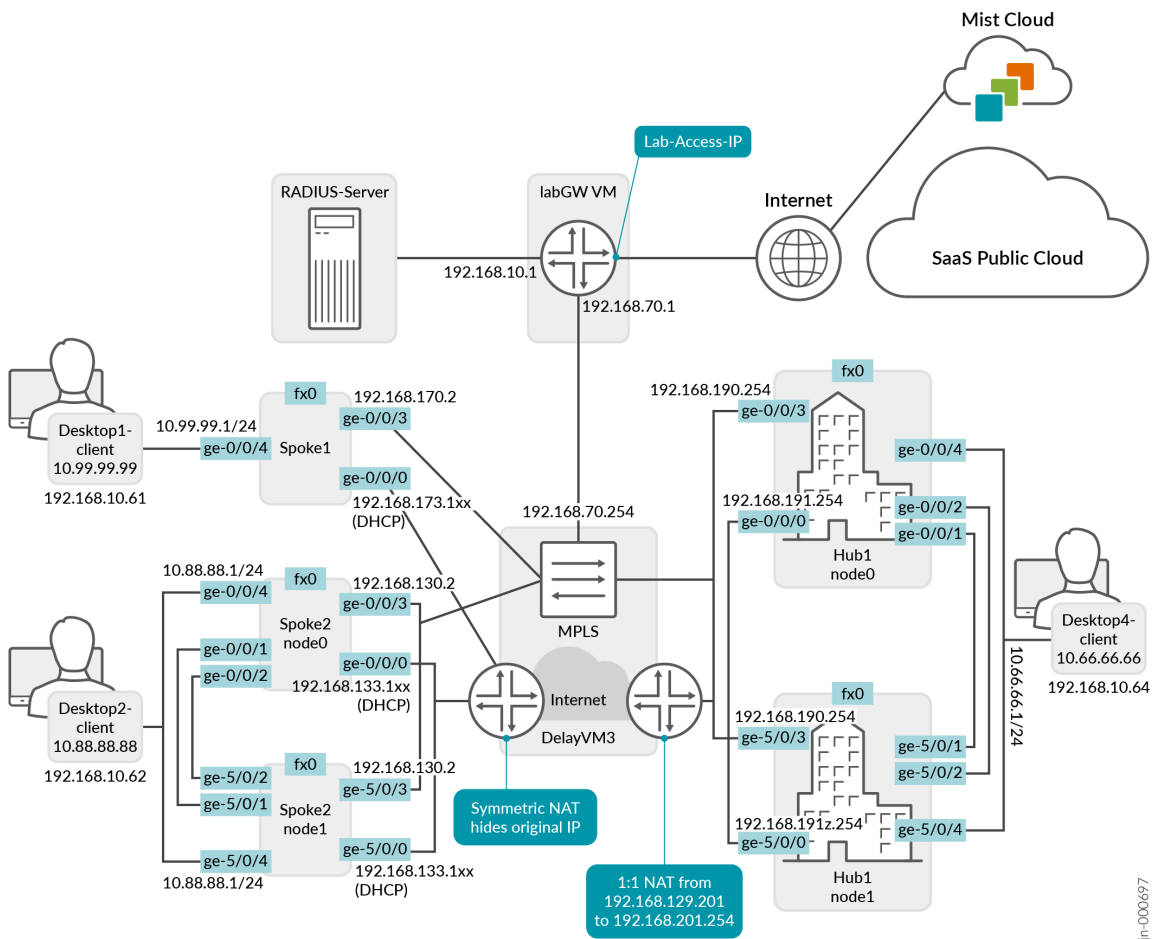 Mist Cloud
Lab-Access-IP
RADIUS-Server
labGW VM
Internet
SaaS Public Cloud
192.168.10.1
192.168.70.1
fx0
192.168.190.254
ge-0/0/3
fx0
192.168.170.2
ge-0/0/3
Desktop1-
client
10.99.99.99
10.99.99.1/24
ge-0/0/4
Spoke1
ge-0/0/4
ge-0/0/0
192.168.10.61
192.168.173.1xx
(DHCP)
192.168.70.254
192.168.191.254
ge-0/0/0
ge-0/0/2
ge-0/0/1
Hub1
node0
10.88.88.1/24
fx0
192.168.130.2
ge-0/0/4
ge-0/0/3
Spoke2
node0
MPLS
Desktop4-
client
10.66.66.66
ge-0/0/1
ge-0/0/2
ge-0/0/0
192.168.133.1xx
(DHCP)
192.168.10.64
10.66.66.1/24
Desktop2-
client
10.88.88.88
192.168.10.62
Internet
DelayVM3
fx0
192.168.190.254
ge-5/0/3
ge-5/0/1
ge-5/0/2
fx0
192.168.130.2
ge-5/0/2
ge-5/0/1
ge-5/0/3
Spoke2
node1
Symmetric NAT
hides original IP
192.168.191z.254
ge-5/0/0
ge-5/0/4
ge-5/0/4
10.88.88.1/24
ge-5/0/0
192.168.133.1xx
(DHCP)
1:1 NAT from
192.168.129.201
to 192.168.201.254
Hub1
node1
jn-000697